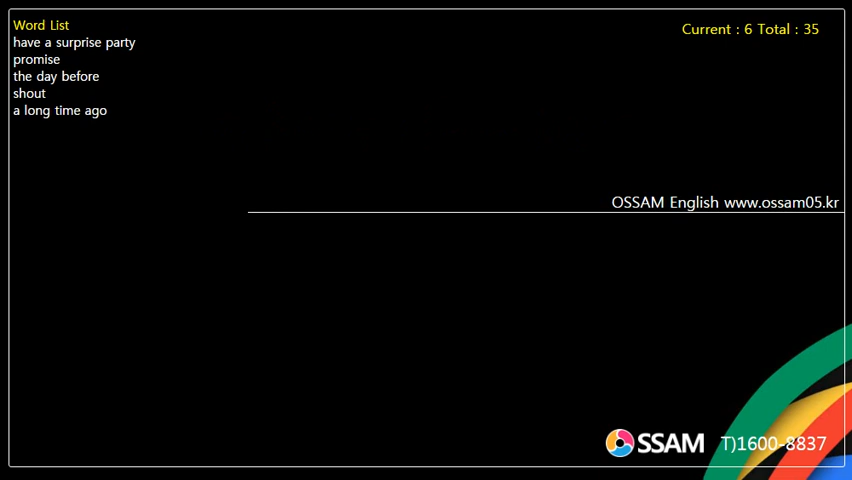 Word List
Current : 6 Total : 35
have a surprise party
promise
the day before
shout
a long time ago
OSSAM English www.ossam05.kr
OSSAM T)1600-8837